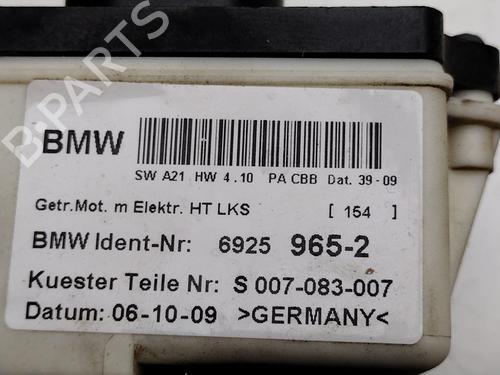 BMW
SW A21 HW 4.10 PA CBB Dat. 39-09
Getr.Mot. m Elektr. HT LKS [ 154 ]
BMW Ident-Nr: 6925 965-2
Kuester Teile Nr: S 007-083-007
Datum: 06-10-09 >GERMANY<
B-PARTS